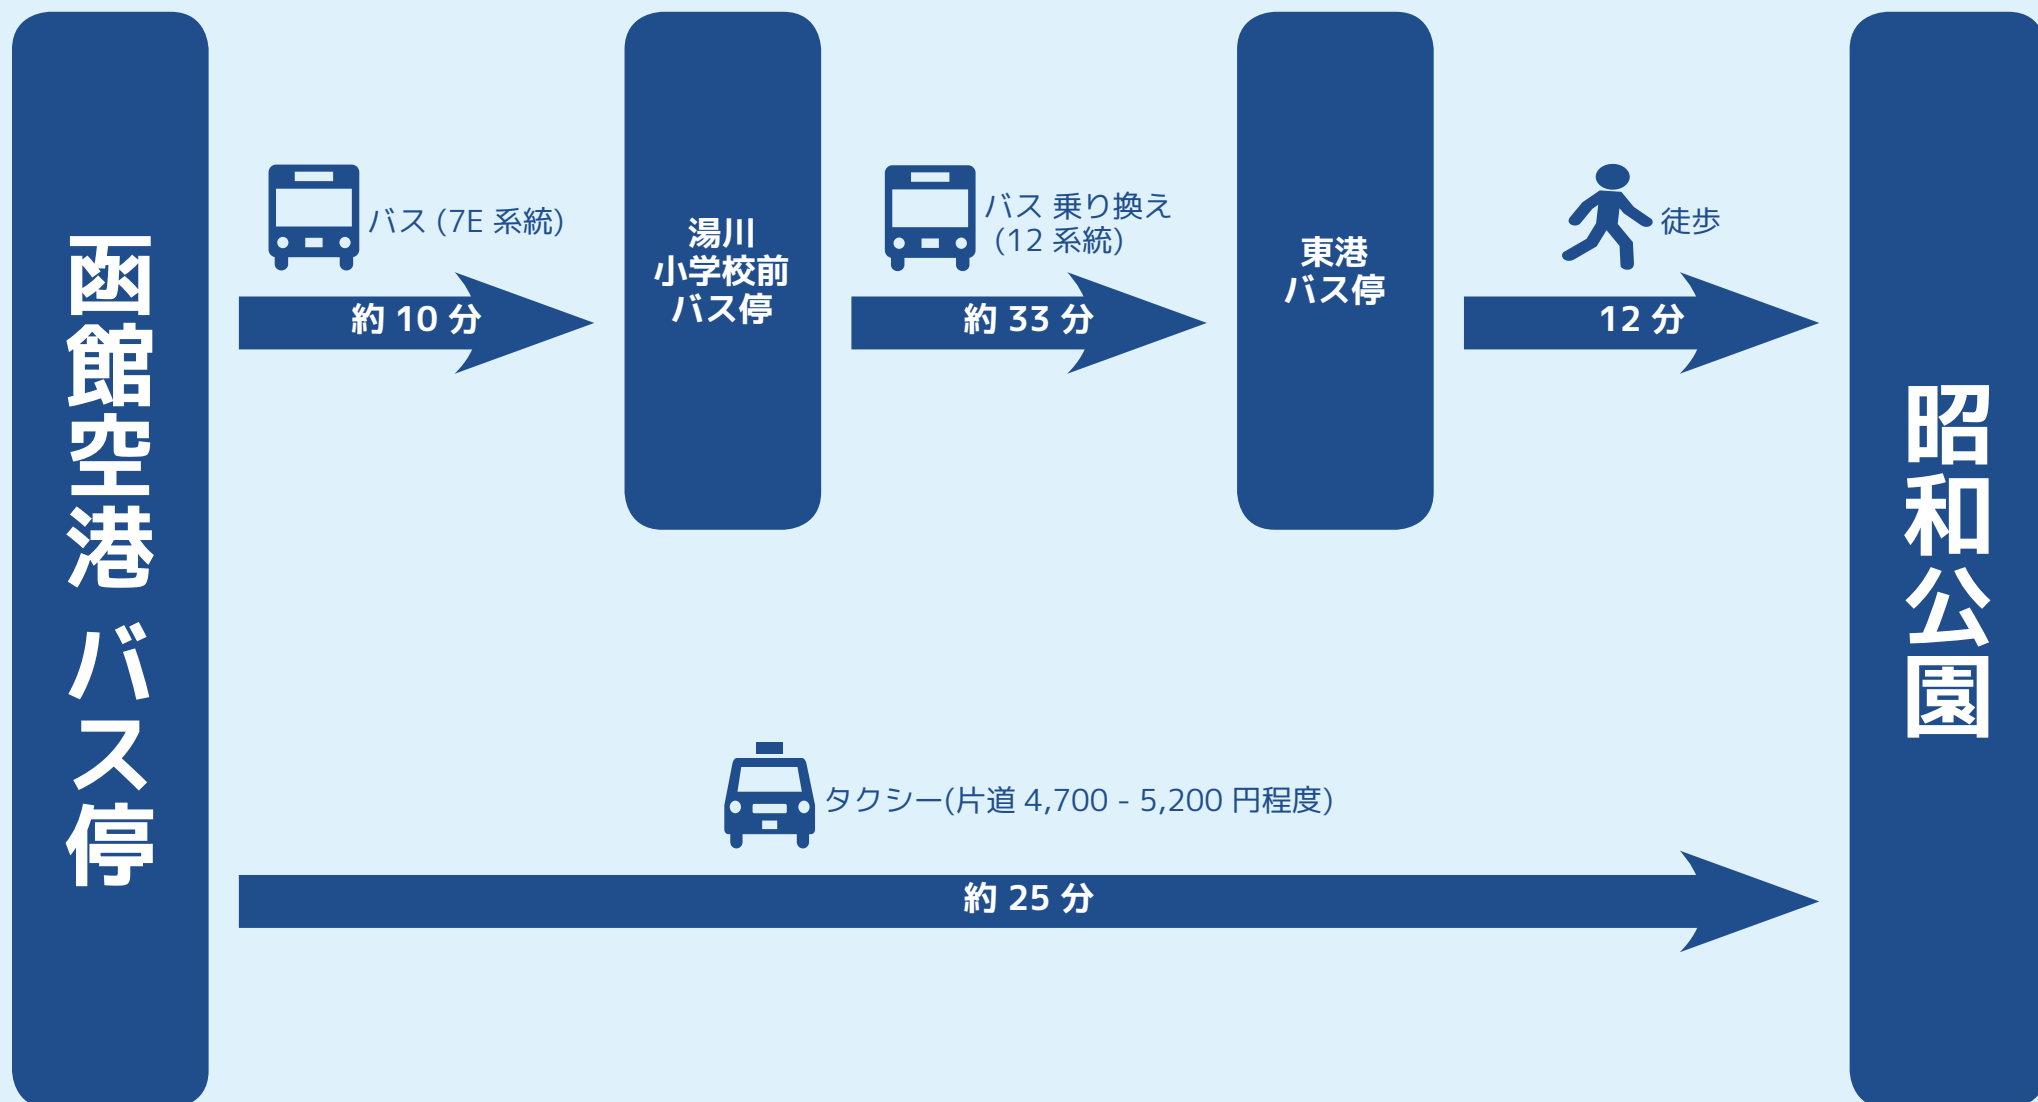 函館空港 バス停
バス (7E 系統)
約 10 分
湯川
小学校前
バス停
バス 乗り換え
(12 系統)
約 33 分
東港
バス停
徒歩
12 分
タクシー(片道 4,700 - 5,200 円程度)
約 25 分
昭和公園